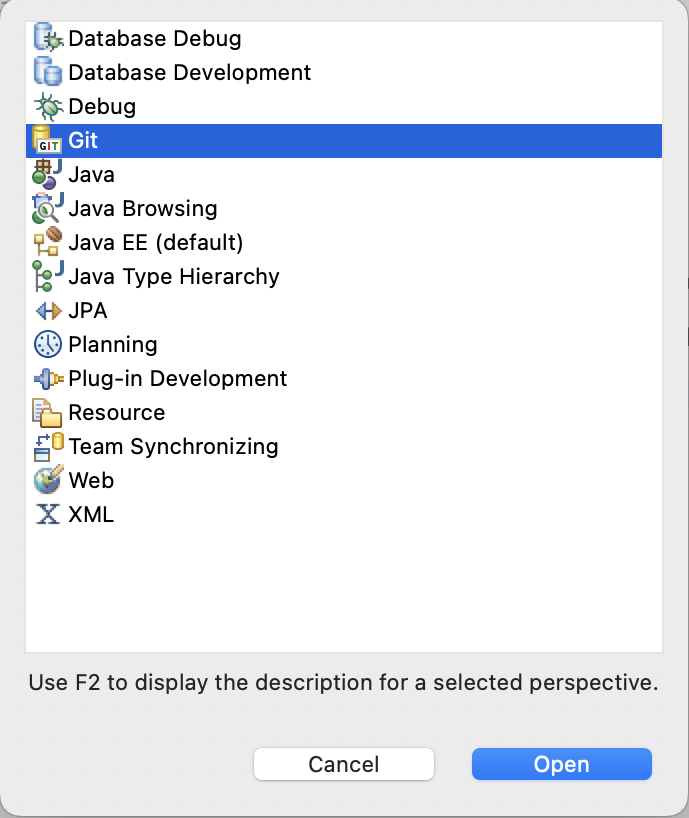 Database Debug
Database Development
Debug
GIT Git
Java
Java Browsing
Java EE (default)
Java Type Hierarchy
JPA
Planning
Plug-in Development
Resource
Team Synchronizing
Web
XML
Use F2 to display the description for a selected perspective.
Cancel Open